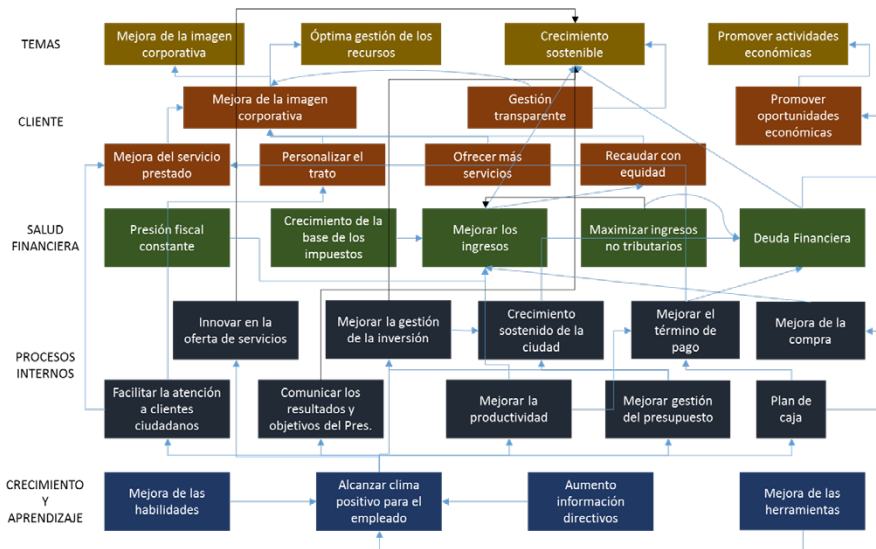 TEMAS
Mejora de la imagen
corporativa
Óptima gestión de los
recursos
Crecimiento
sostenible
Promover actividades
económicas
CLIENTE
Mejora de la imagen
corporativa
Gestión
transparente
Promover
oportunidades
económicas
Mejora del servicio
prestado
Personalizar el
trato
Ofrecer más
servicios
Recaudar con
equidad
SALUD
FINANCIERA
Presión fiscal
constante
Crecimiento de la
base de los
impuestos
Mejorar los
ingresos
Maximizar ingresos
no tributarios
Deuda Financiera
PROCESOS
INTERNOS
Innovar en la
oferta de servicios
Mejorar la gestión
de la inversión
Crecimiento
sostenido de la
ciudad
Mejorar el
término de
pago
Mejora de la
compra
Facilitar la atención
a clientes
ciudadanos
Comunicar los
resultados y
objetivos del Pres.
Mejorar la
productividad
Mejorar gestión
del presupuesto
Plan de
caja
CRECIMIENTO
Y
APRENDIZAJE
Mejora de las
habilidades
Alcanzar clima
positivo para el
empleado
Aumento
información
directivos
Mejora de las
herramientas